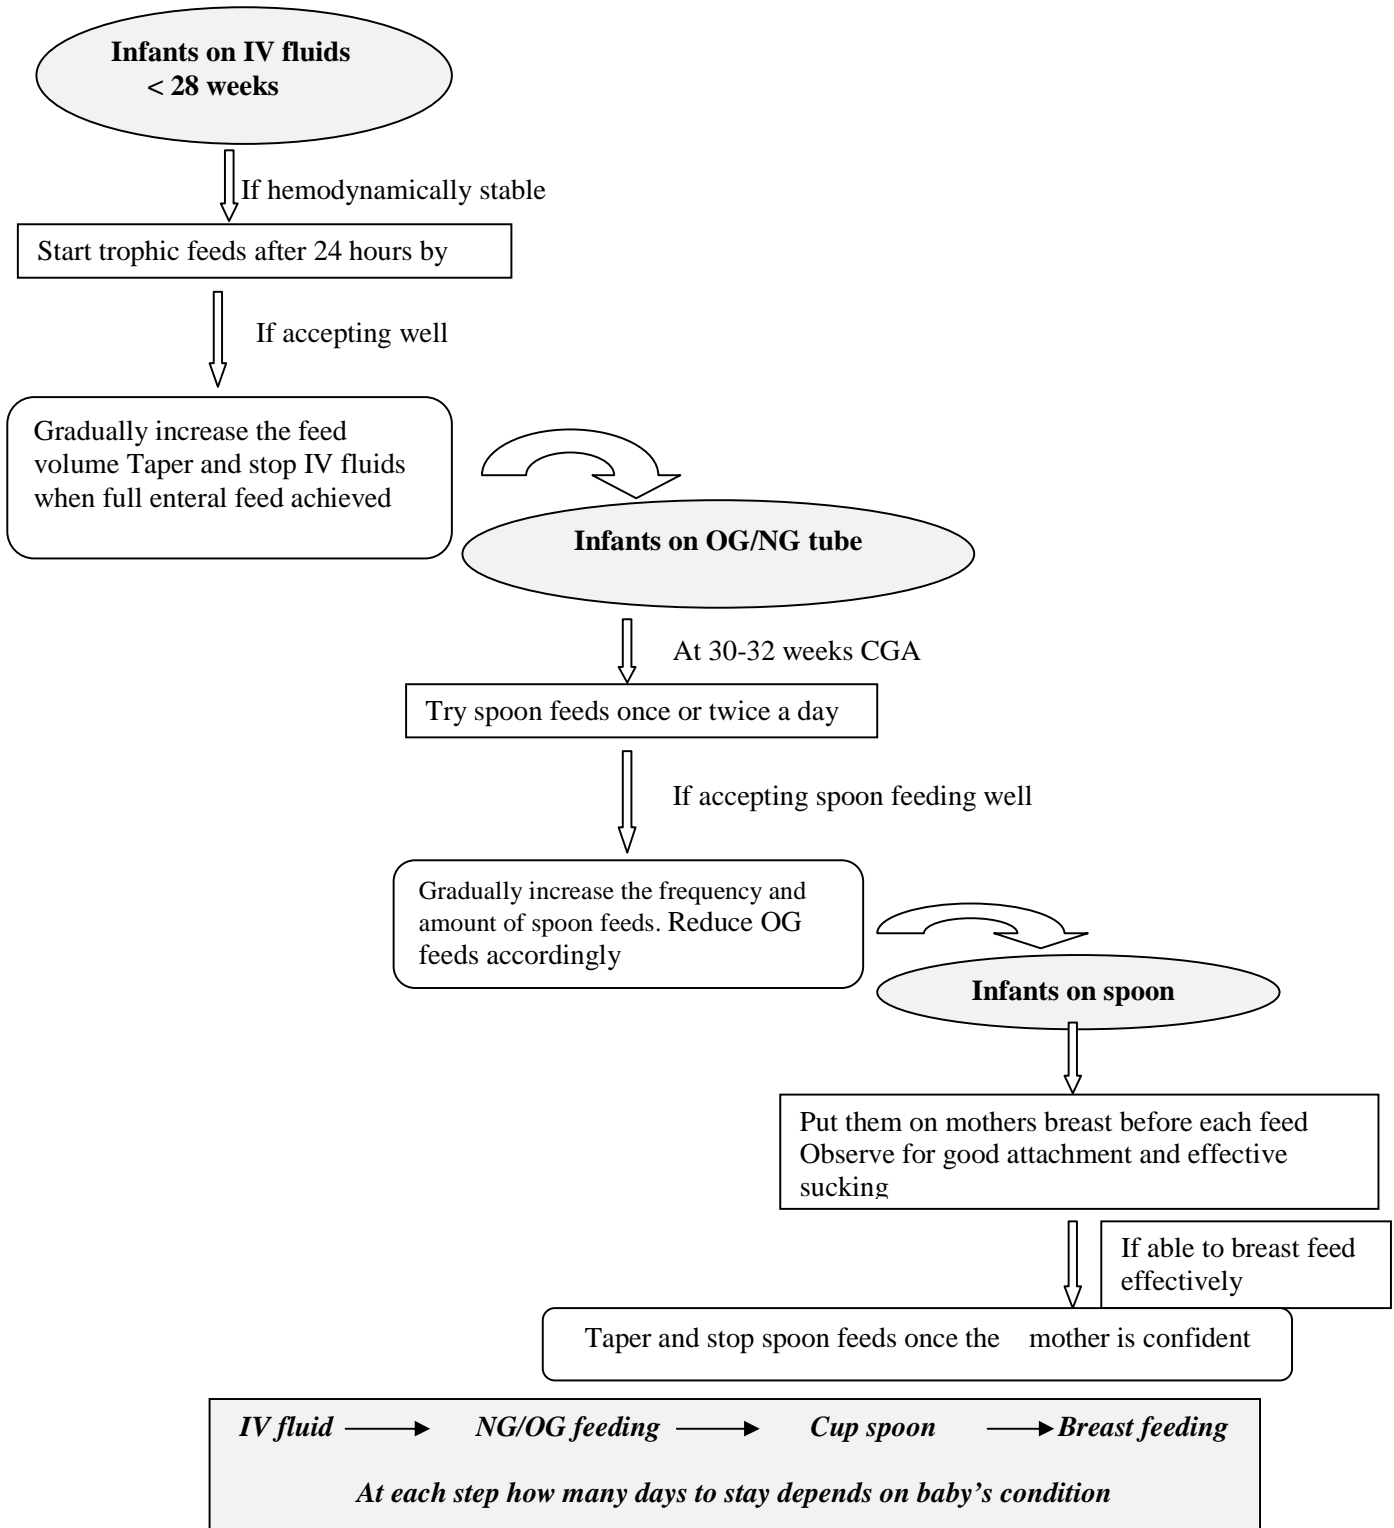 Infants on IV fluids
< 28 weeks
If hemodynamically stable
Start trophic feeds after 24 hours by
If accepting well
Gradually increase the feed
volume Taper and stop IV fluids
when full enteral feed achieved
Infants on OG/NG tube
At 30-32 weeks CGA
Try spoon feeds once or twice a day
If accepting spoon feeding well
Gradually increase the frequency and
amount of spoon feeds. Reduce OG
feeds accordingly
Infants on spoon
Put them on mothers breast before each feed
Observe for good attachment and effective
sucking
If able to breast feed
effectively
Taper and stop spoon feeds once the mother is confident
IV fluid NG/OG feeding Cup spoon Breast feeding
At each step how many days to stay depends on baby's condition